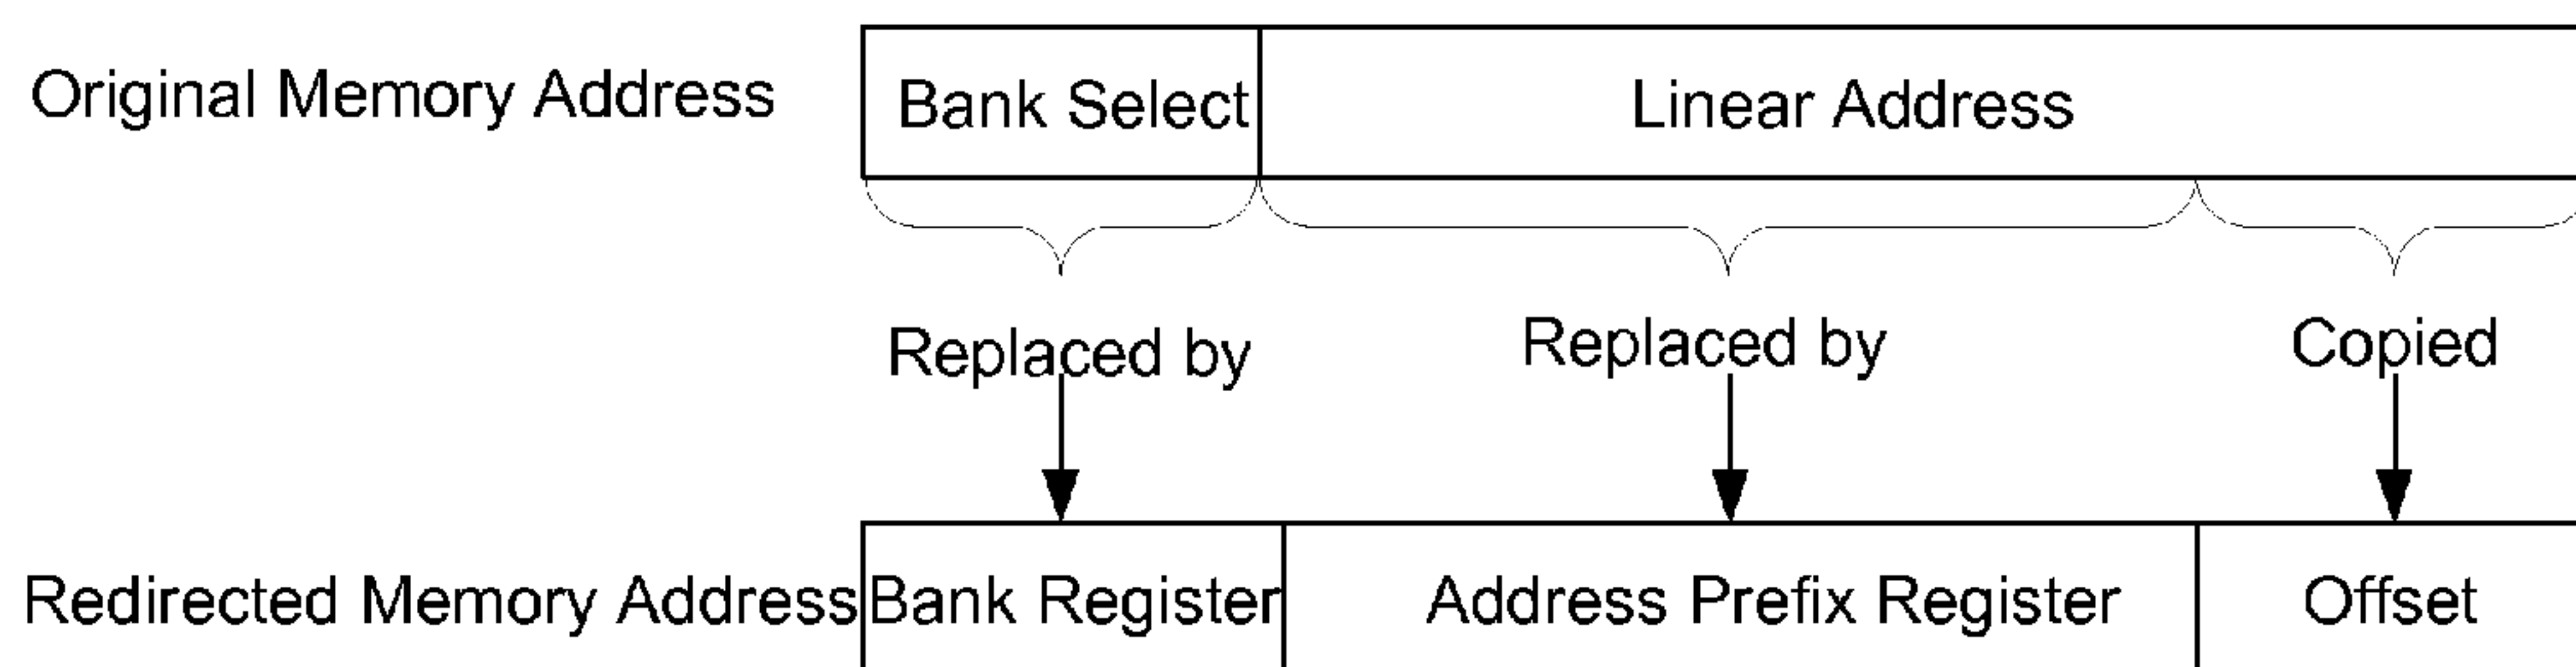 Original Memory Address
Bank Select
Linear Address
Replaced by
Replaced by
Copied
Redirected Memory Address
Bank Register
Address Prefix Register
Offset